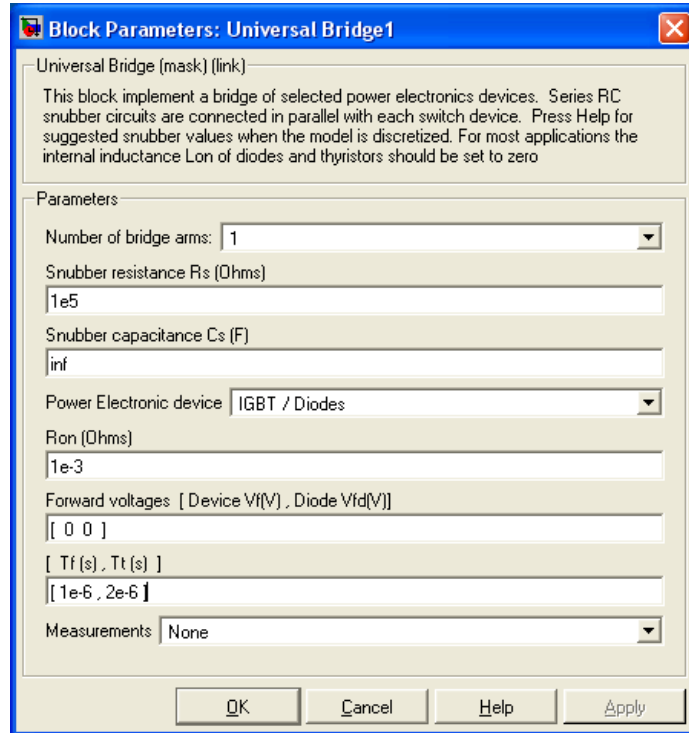 Block Parameters: Universal Bridge1
Universal Bridge (mask) (link)
This block implement a bridge of selected power electronics devices. Series RC
snubber circuits are connected in parallel with each switch device. Press Help for
suggested snubber values when the model is discretized. For most applications the
internal inductance Lon of diodes and thyristors should be set to zero
Parameters
Number of bridge arms: 1
Snubber resistance Rs (Ohms)
1e5
Snubber capacitance Cs (F)
inf
Power Electronic device IGBT / Diodes
Ron (Ohms)
1e-3
Forward voltages [ Device Vf(V) , Diode Vfd(V)]
[ 0 0 ]
[ Tf (s) , Tt (s) ]
[ 1e-6 , 2e-6 ]
Measurements None
OK Cancel Help Apply